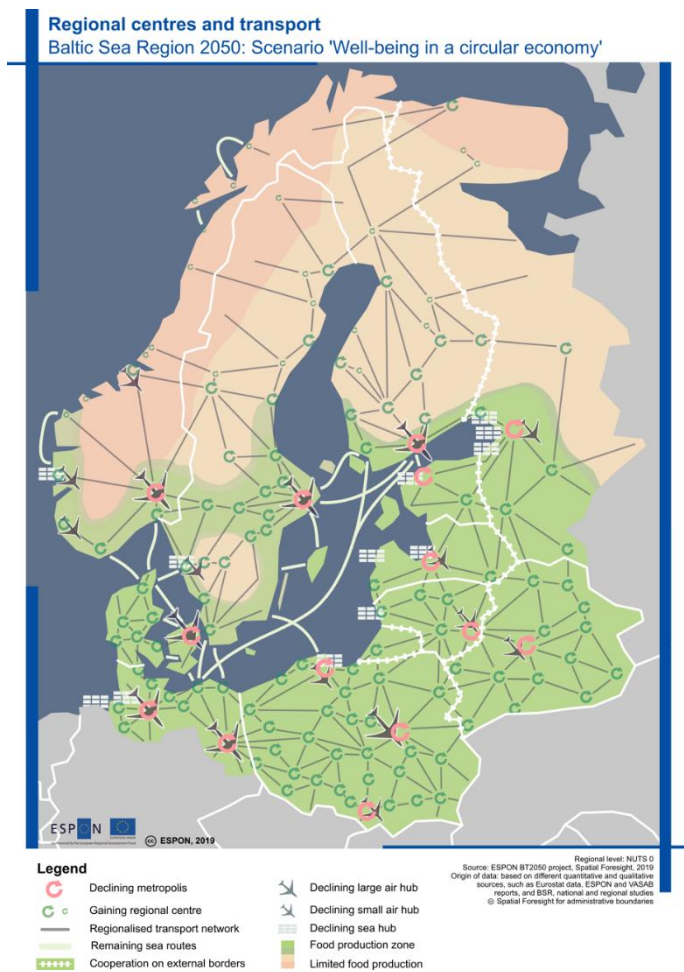 Regional centres and transport
Baltic Sea Region 2050: Scenario 'Well-being in a circular economy'
ESPON
© ESPON, 2019
Legend
Declining metropolis
Gaining regional centre
Regionalised transport network
Remaining sea routes
Cooperation on external borders
Declining large air hub
Declining small air hub
Declining sea hub
Food production zone
Limited food production
Regional level: NUTS 0
Source: ESPON BT2050 project, Spatial Foresight, 2019
Origin of data: based on different quantitative and qualitative
sources, such as Eurostat data, ESPON and VASAB
reports, and BSR, national and regional studies
© Spatial Foresight for administrative boundaries